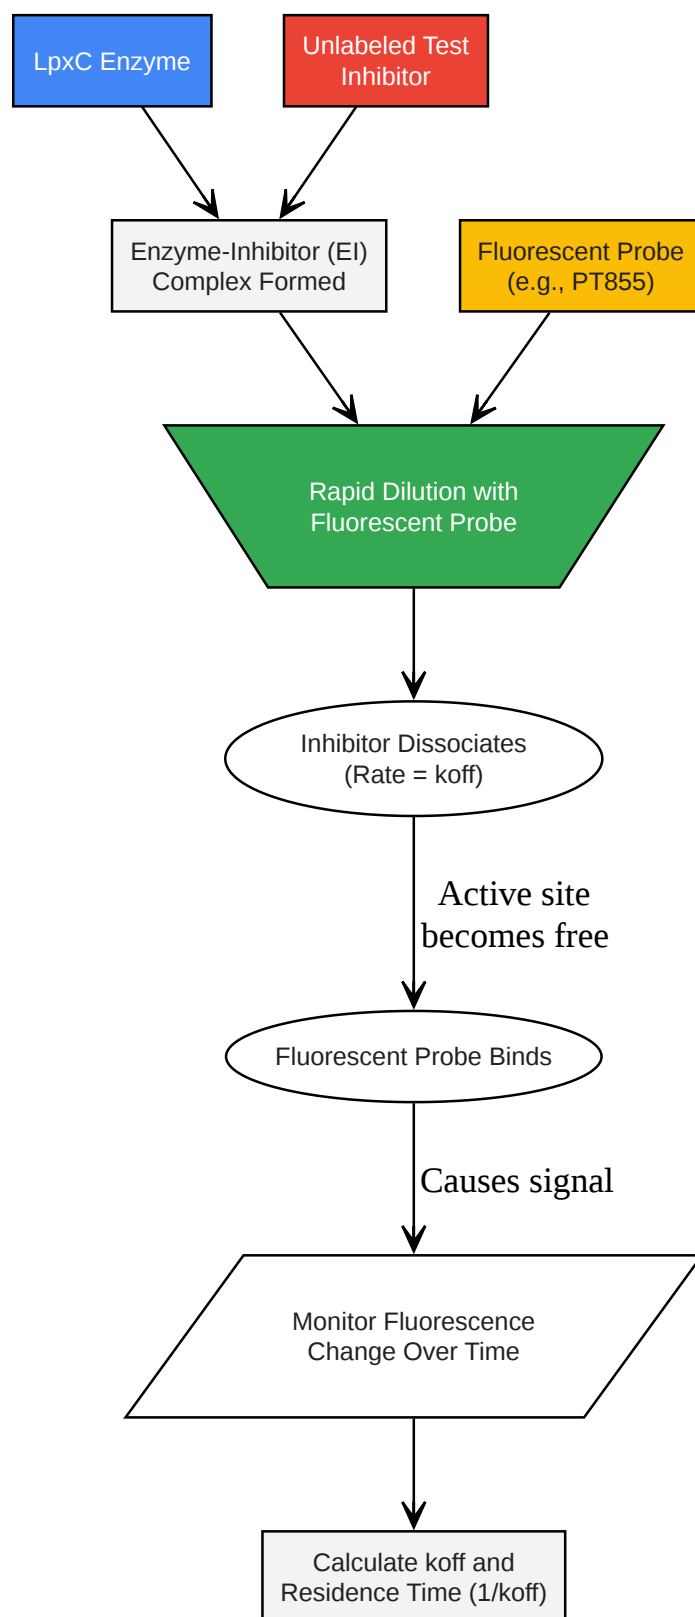 LpxC Enzyme
Unlabeled Test
Inhibitor
Enzyme-Inhibitor (EI)
Complex Formed
Fluorescent Probe
(e.g., PT855)
Rapid Dilution with
Fluorescent Probe
Inhibitor Dissociates
(Rate = koff)
Active site
becomes free
Fluorescent Probe Binds
Causes signal
Monitor Fluorescence
Change Over Time
Calculate koff and
Residence Time (1/koff)